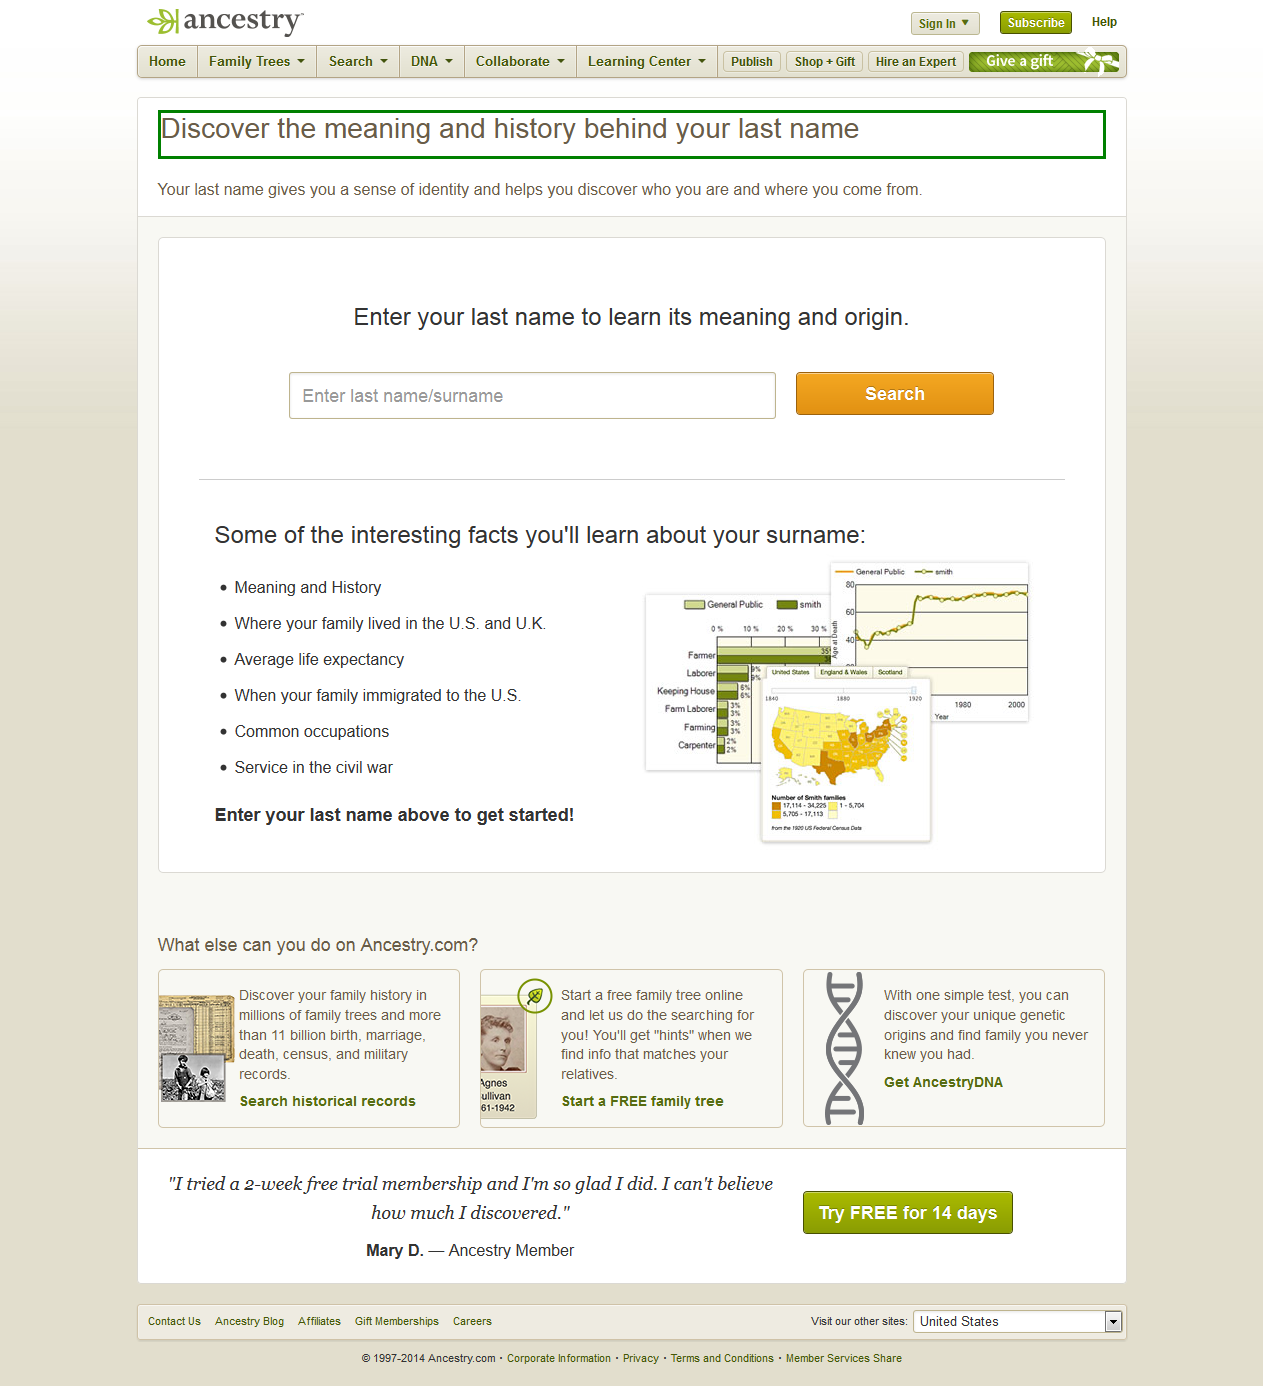 ancestry™
Sign In
Subscribe
Help
Home
Family Trees
Search
DNA
Collaborate
Learning Center
Publish
Shop + Gift
Hire an Expert
Give a gift
Discover the meaning and history behind your last name
Your last name gives you a sense of identity and helps you discover who you are and where you come from.
Enter your last name to learn its meaning and origin.
Enter last name/surname
Search
Some of the interesting facts you'll learn about your surname:
• Meaning and History
• Where your family lived in the U.S. and U.K.
• Average life expectancy
• When your family immigrated to the U.S.
• Common occupations
• Service in the civil war
Enter your last name above to get started!
General Public smith
80
60
40
Age at Death
1980 2000
Year
General Public smith
0 % 10 % 20 % 30 %
Farmer 35
Laborer 9% 9%
Keeping House 6% 6%
Farm Laborer 3% 3%
Farming 3% 3%
Carpenter 2% 2%
United States England & Wales Scotland
1840 1880 1920
Number of Smith families
17,114 - 34,225 1 - 5,704
5,705 - 17,113
from the 1920 US Federal Census Data
What else can you do on Ancestry.com?
Discover your family history in
millions of family trees and more
than 11 billion birth, marriage,
death, census, and military
records.
Search historical records
Agnes
ullivan
61-1942
Start a free family tree online
and let us do the searching for
you! You'll get "hints" when we
find info that matches your
relatives.
Start a FREE family tree
With one simple test, you can
discover your unique genetic
origins and find family you never
knew you had.
Get AncestryDNA
"I tried a 2-week free trial membership and I'm so glad I did. I can't believe
how much I discovered."
Mary D. — Ancestry Member
Try FREE for 14 days
Contact Us
Ancestry Blog
Affiliates
Gift Memberships
Careers
Visit our other sites: United States
© 1997-2014 Ancestry.com · Corporate Information · Privacy · Terms and Conditions · Member Services Share